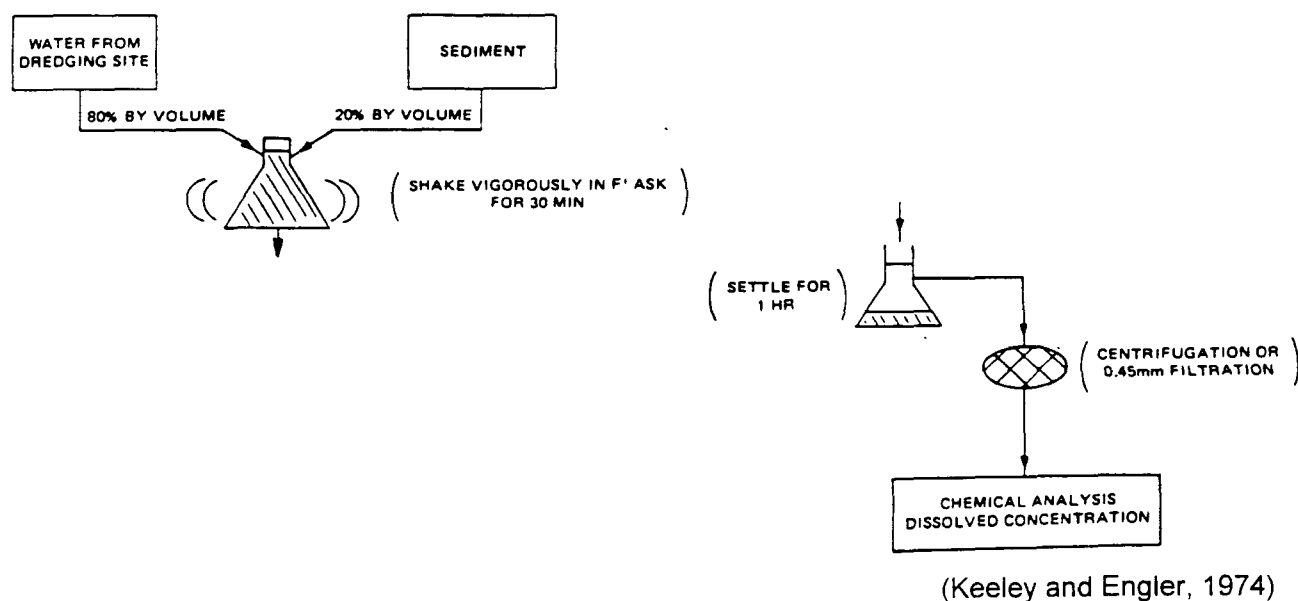 WATER FROM
DREDGING SITE
SEDIMENT
80% BY VOLUME
20% BY VOLUME
( SHAKE VIGOROUSLY IN F' ASK
FOR 30 MIN )
( SETTLE FOR
1 HR )
( CENTRIFUGATION OR
0.45mm FILTRATION )
CHEMICAL ANALYSIS
DISSOLVED CONCENTRATION
(Keeley and Engler, 1974)